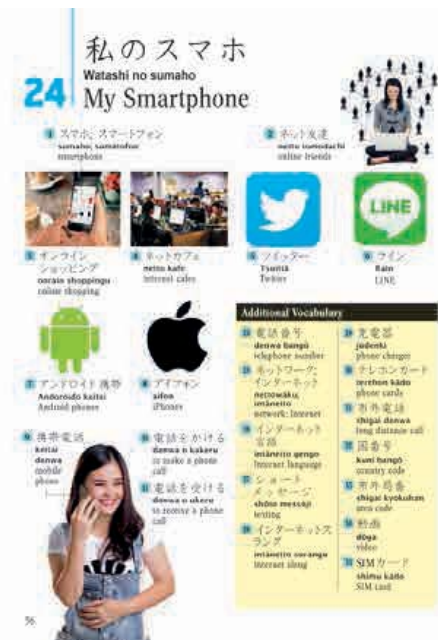 私のスマホ
Watashi no sumaho
24 My Smartphone
スマホ, スマートフォン
sumaho, sumātofon
smartphone
ネット友達
netto tomodachi
online friends
LINE
オンライン
ショッピング
onrain shoppingu
online shopping
ネットカフェ
netto kafe
internet cafes
ツイッター
Tsuittā
Twitter
ライン
Rain
LINE
アンドロイド携帯
Andoroido keitai
Android phones
アイフォン
aifon
iPhones
携帯電話
keitai
denwa
mobile
phone
電話をかける
denwa o kakeru
to make a phone
call
電話を受ける
denwa o ukeru
to receive a phone
call
Additional Vocabulary
電話番号
denwa bangō
telephone number
ネットワーク;
インターネット
nettowāku;
intānetto
network; internet
インターネット
言語
intānetto gengo
Internet language
ショート
メッセージ
shōto messēji
texting
インターネットス
ラング
intānetto surangu
internet slang
充電器
jūdenki
phone charger
テレホンカード
terehon kādo
phone cards
市外電話
shigai denwa
long distance call
国番号
kuni bangō
country code
市外局番
shigai kyokuban
area code
動画
dōga
video
SIMカード
shimu kādo
SIM card
56